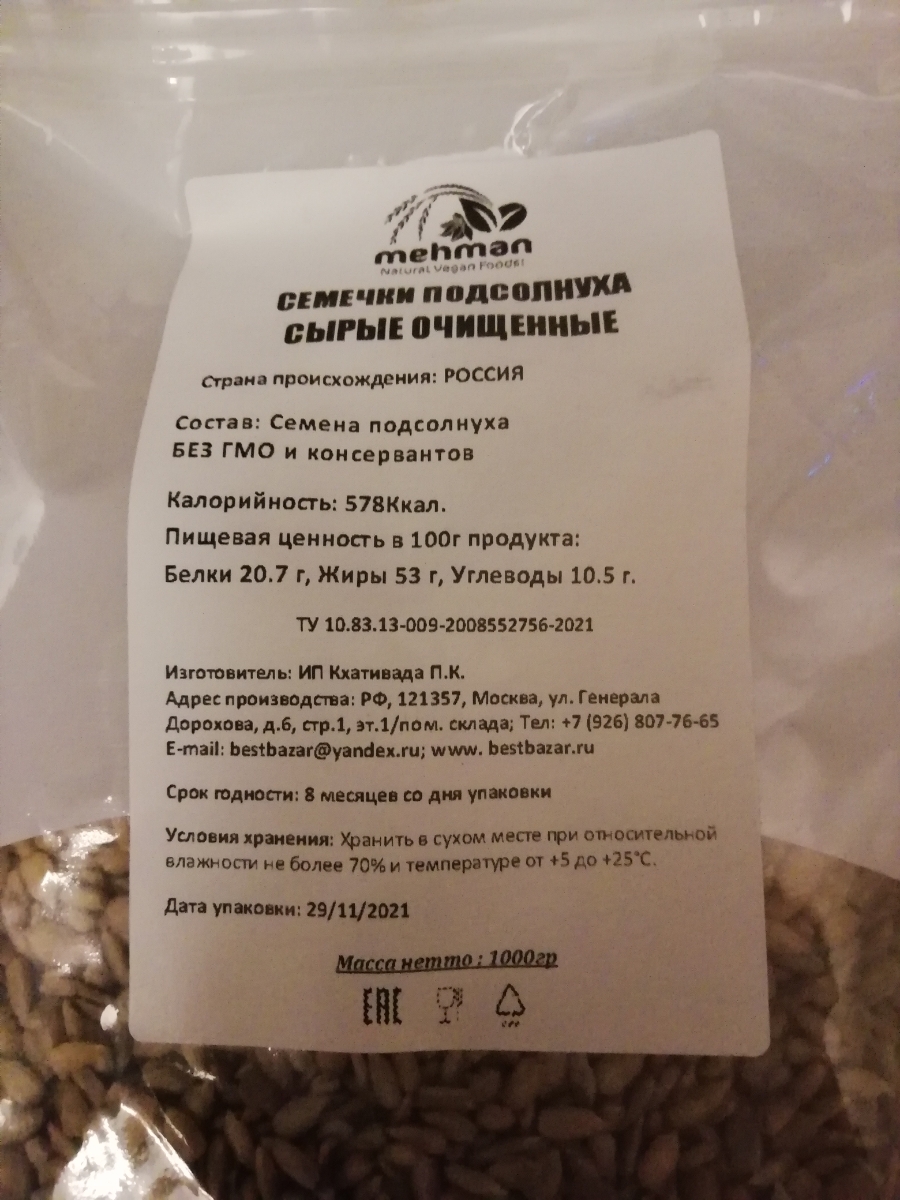 mehman
Natural Vegan Foods!
СЕМЕЧКИ ПОДСОЛНУХА
СЫРЫЕ ОЧИЩЕННЫЕ
Страна происхождения: РОССИЯ
Состав: Семена подсолнуха
БЕЗ ГМО и консервантов
Калорийность: 578Ккал.
Пищевая ценность в 100г продукта:
Белки 20.7 г, Жиры 53 г, Углеводы 10.5 г.
ТУ 10.83.13-009-2008552756-2021
Изготовитель: ИП Кхативада П.К.
Адрес производства: РФ, 121357, Москва, ул. Генерала
Дорохова, д.6, стр.1, эт.1/пом. склада; Тел: +7 (926) 807-76-65
E-mail: bestbazar@yandex.ru; www. bestbazar.ru
Срок годности: 8 месяцев со дня упаковки
Условия хранения: Хранить в сухом месте при относительной
влажности не более 70% и температуре от +5 до +25°С.
Дата упаковки: 29/11/2021
Масса нетто : 1000гр
EAC